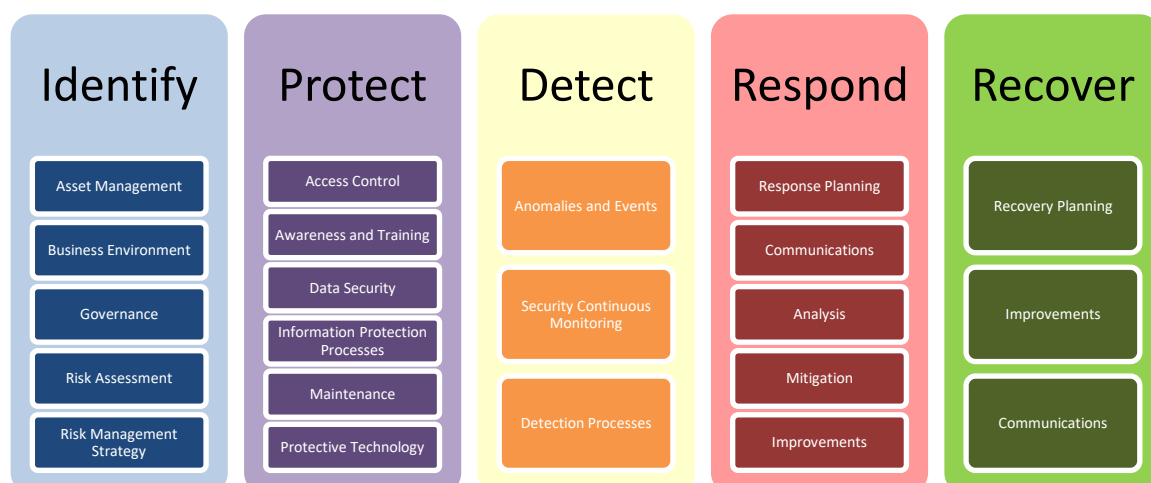 Identify
Asset Management
Business Environment
Governance
Risk Assessment
Risk Management
Strategy
Protect
Access Control
Awareness and Training
Data Security
Information Protection
Processes
Maintenance
Protective Technology
Detect
Anomalies and Events
Security Continuous
Monitoring
Detection Processes
Respond
Response Planning
Communications
Analysis
Mitigation
Improvements
Recover
Recovery Planning
Improvements
Communications